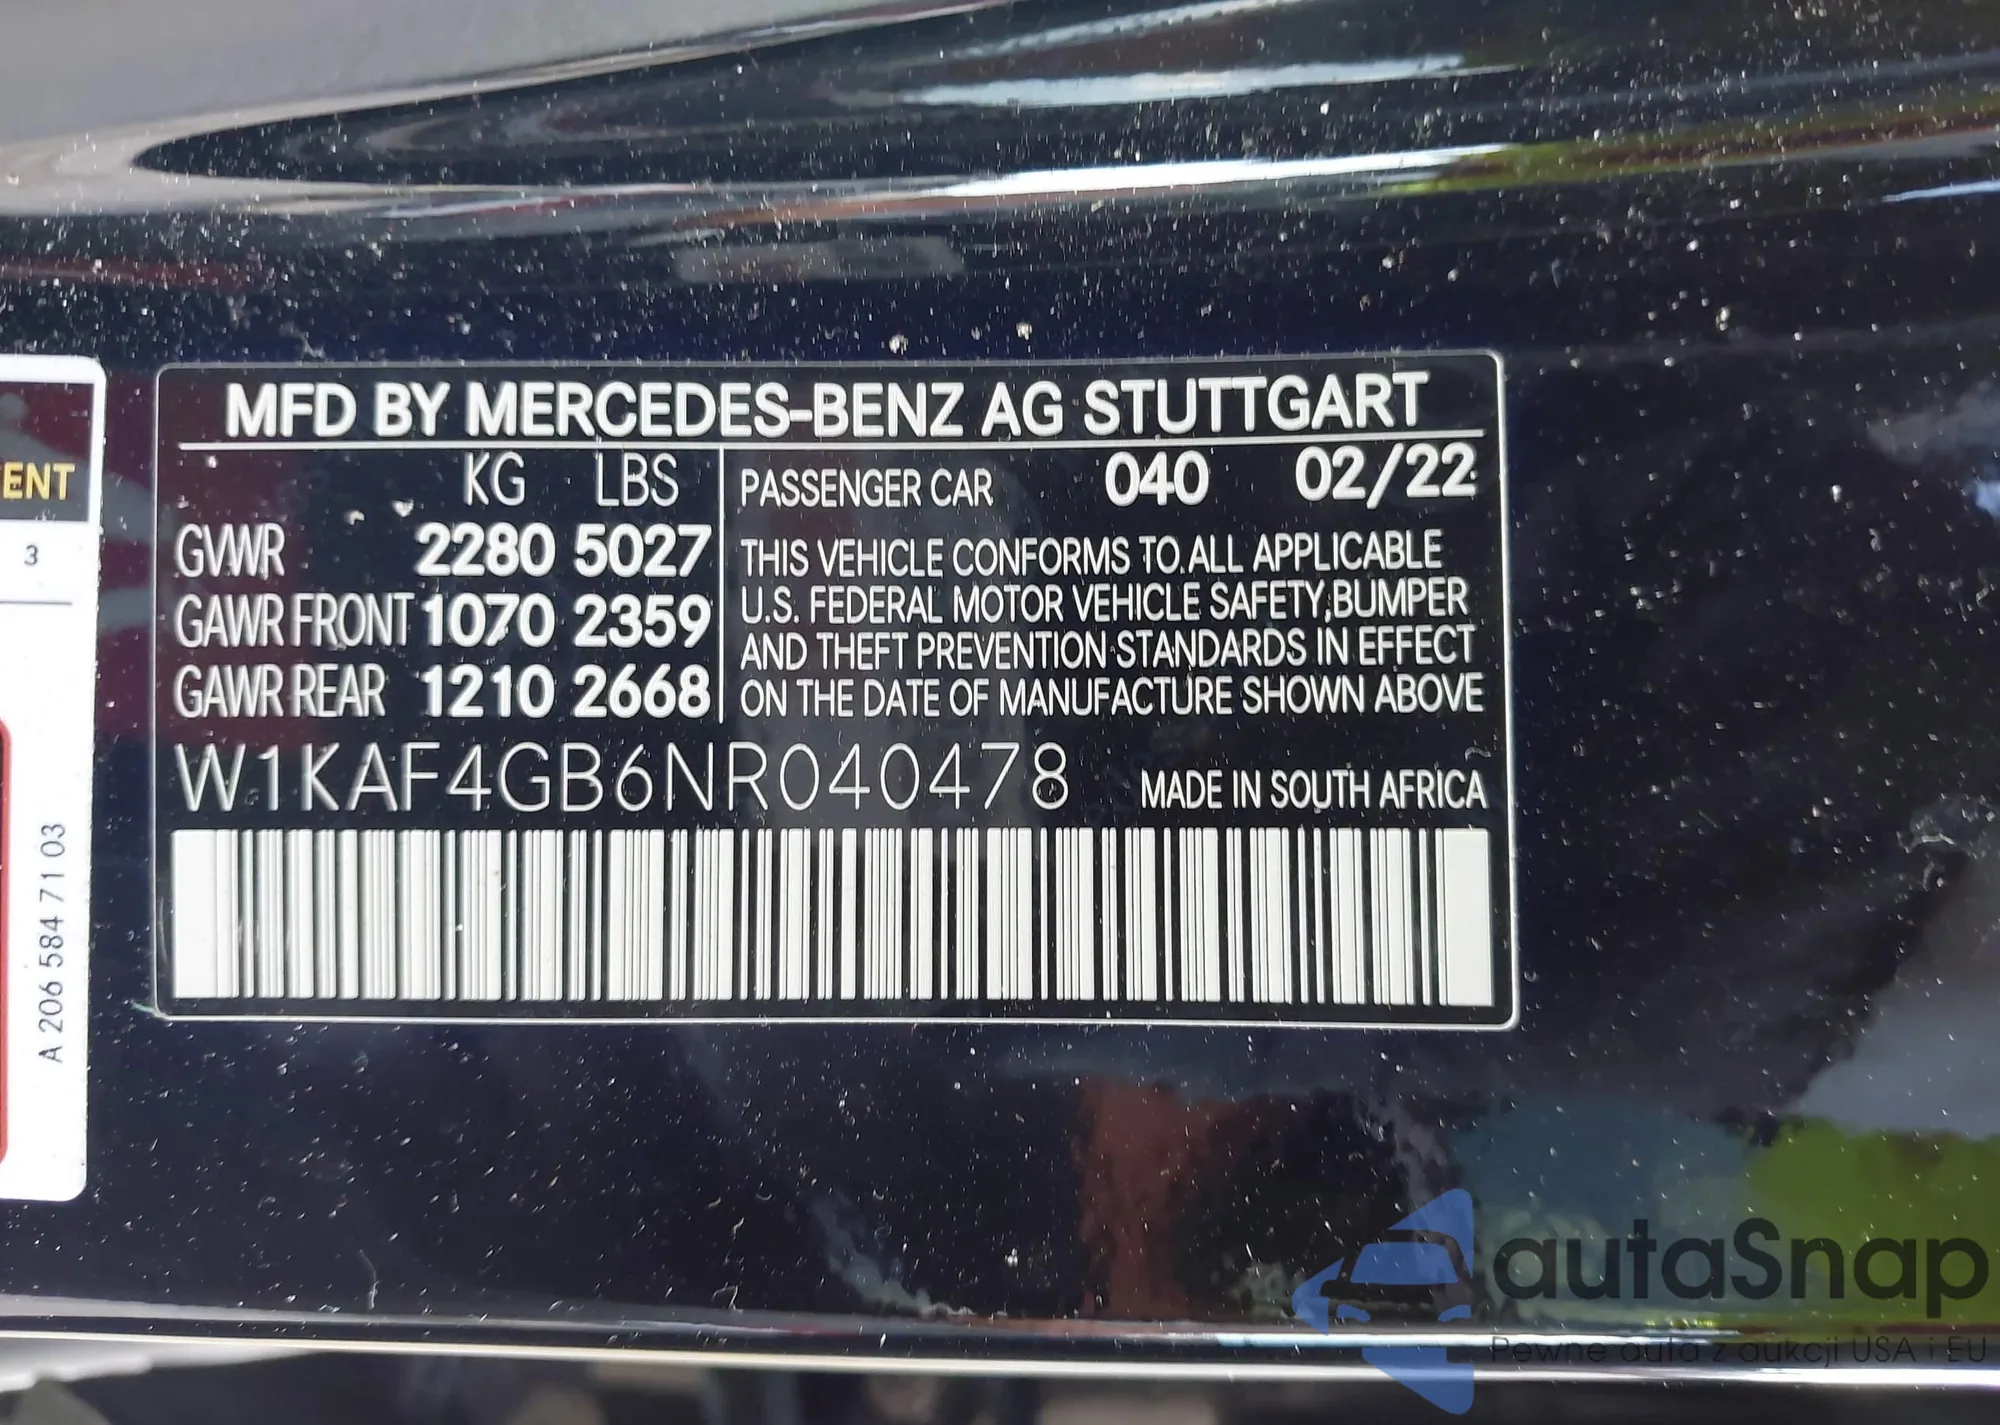 MFD BY MERCEDES-BENZ AG STUTTGART
KG LBS
GVWR 2280 5027
GAWR FRONT 1070 2359
GAWR REAR 1210 2668
PASSENGER CAR 040 02/22
THIS VEHICLE CONFORMS TO ALL APPLICABLE
U.S. FEDERAL MOTOR VEHICLE SAFETY, BUMPER
AND THEFT PREVENTION STANDARDS IN EFFECT
ON THE DATE OF MANUFACTURE SHOWN ABOVE
W1KAF4GB6NR040478 MADE IN SOUTH AFRICA
ENT
3
A 206 584 71 03
autaSnap
Pewne auta z aukcji USA i EU